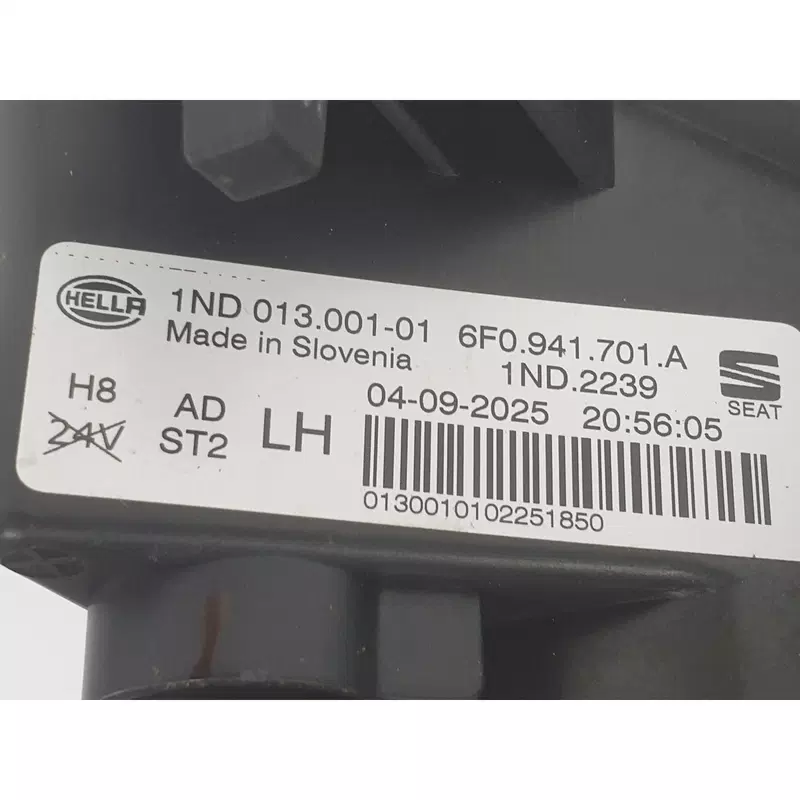 HELLA 1ND 013.001-01 6F0.941.701.A
Made in Slovenia 1ND.2239
SEAT
H8 AD LH 04-09-2025 20:56:05
24V ST2
0130010102251850